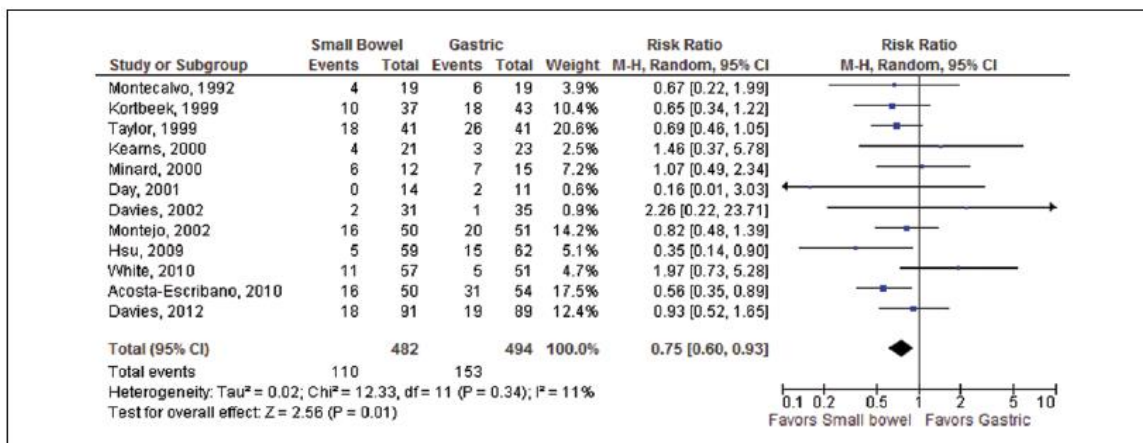 Small Bowel Gastric Risk Ratio Risk Ratio
Study or Subgroup Events Total Events Total Weight M-H, Random, 95% CI M-H, Random, 95% CI
Montecalvo, 1992 4 19 6 19 3.9% 0.67 [0.22, 1.99]
Kortbeek, 1999 10 37 18 43 10.4% 0.65 [0.34, 1.22]
Taylor, 1999 18 41 26 41 20.6% 0.69 [0.46, 1.05]
Kearns, 2000 4 21 3 23 2.5% 1.46 [0.37, 5.78]
Minard, 2000 6 12 7 15 7.2% 1.07 [0.49, 2.34]
Day, 2001 0 14 2 11 0.6% 0.16 [0.01, 3.03]
Davies, 2002 2 31 1 35 0.9% 2.26 [0.22, 23.71]
Montejo, 2002 16 50 20 51 14.2% 0.82 [0.48, 1.39]
Hsu, 2009 5 59 15 62 5.1% 0.35 [0.14, 0.90]
White, 2010 11 57 5 51 4.7% 1.97 [0.73, 5.28]
Acosta-Escribano, 2010 16 50 31 54 17.5% 0.56 [0.35, 0.89]
Davies, 2012 18 91 19 89 12.4% 0.93 [0.52, 1.65]
Total (95% CI) 482 494 100.0% 0.75 [0.60, 0.93]
Total events 110 153
Heterogeneity: Tau² = 0.02; Chi² = 12.33, df = 11 (P = 0.34); I² = 11%
Test for overall effect: Z = 2.56 (P = 0.01)
0.1 0.2 0.5 1 2 5 10
Favors Small bowel Favors Gastric